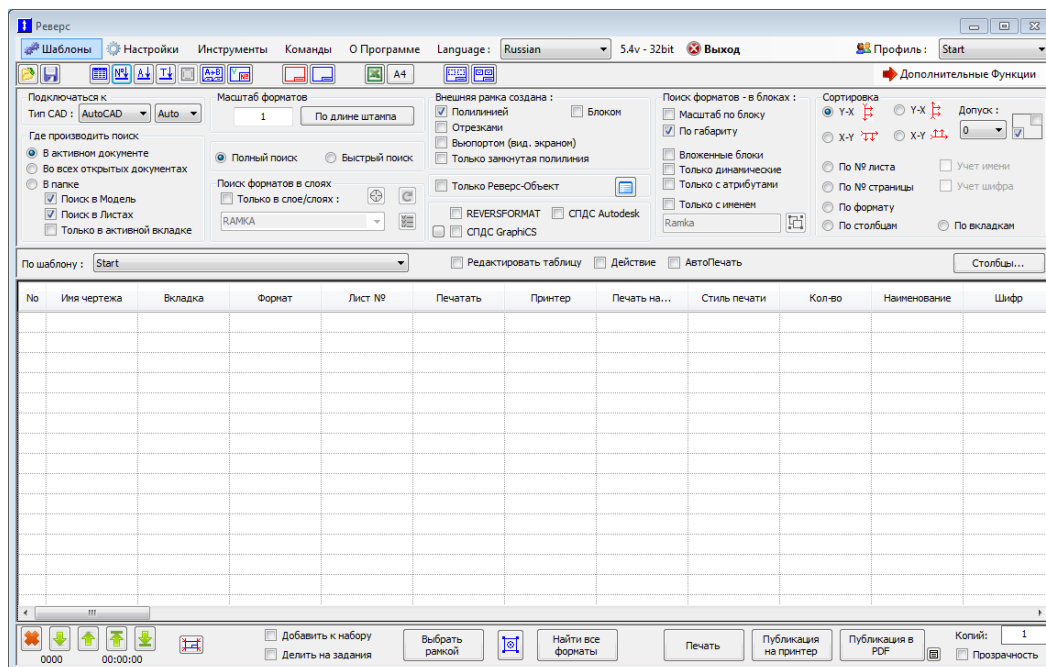 Реверс
Шаблоны Настройки Инструменты Команды О Программе Language: Russian 5.4v - 32bit Выход Профиль: Start
A4 Дополнительные Функции
Подключаться к
Тип CAD: AutoCAD Auto
Где производить поиск
В активном документе
Во всех открытых документах
В папке
Поиск в Модель
Поиск в Листах
Только в активной вкладке
Масштаб форматов
1 По длине штампа
Полный поиск Быстрый поиск
Поиск форматов в слоях
Только в слое/слоях :
RAMKA
Внешняя рамка создана :
Полилинией Блоком
Отрезками
Вьюпортом (вид. экраном)
Только замкнутая полилиния
Только Реверс-Объект
REVERSFORMAT СПДС Autodesk
СПДС GraphiCS
Поиск форматов - в блоках :
Масштаб по блоку
По габариту
Вложенные блоки
Только динамические
Только с атрибутами
Только с именем
Ramka
Сортировка
Y-X Y-X Допуск :
X-Y X-Y 0
По № листа Учет имени
По № страницы Учет шифра
По формату
По столбцам По вкладкам
По шаблону : Start Редактировать таблицу Действие АвтоПечать Столбцы...
No Имя чертежа Вкладка Формат Лист № Печатать Принтер Печать на... Стиль печати Кол-во Наименование Шифр
0000 00:00:00
Добавить к набору
Делить на задания
Выбрать
рамкой
Найти все
форматы
Печать
Публикация
на принтер
Публикация в
PDF
Копий: 1
Прозрачность